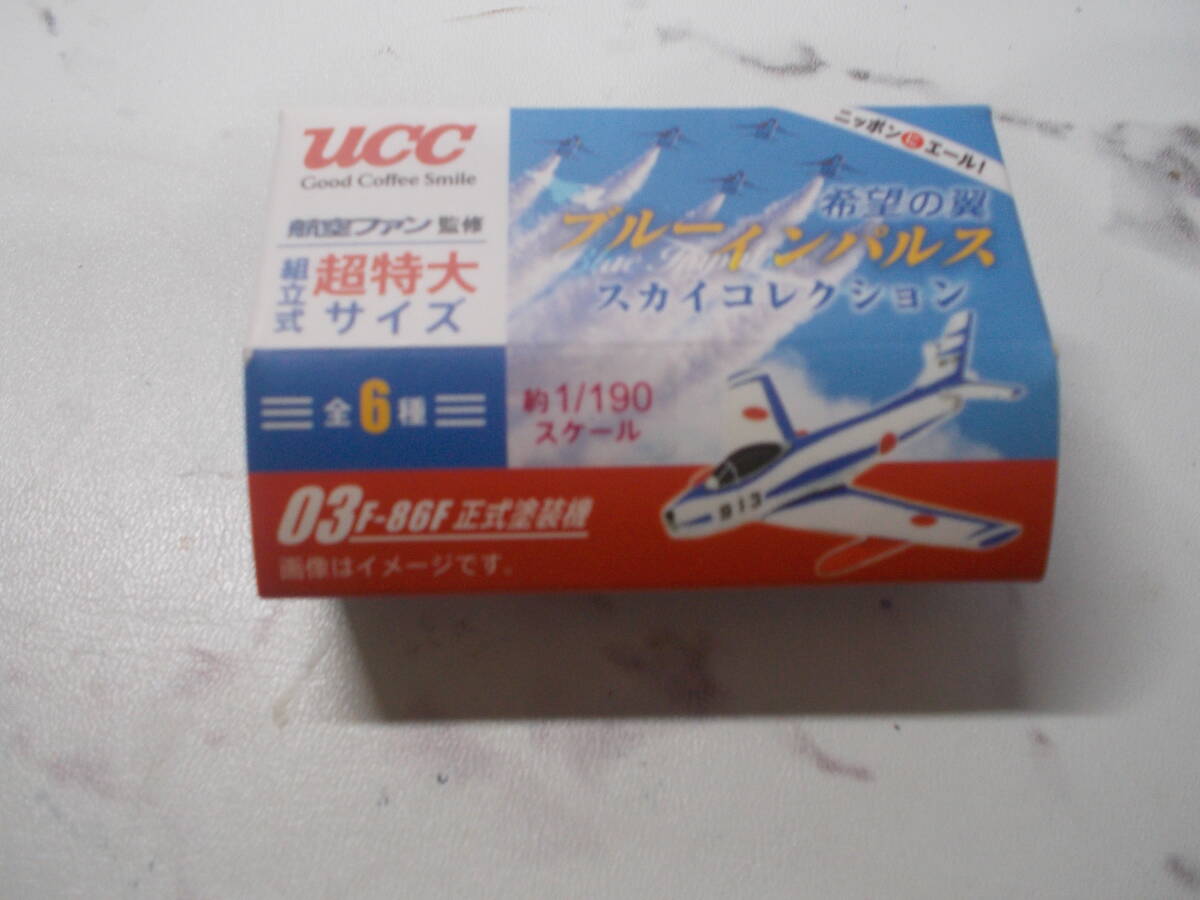 UCC
Good Coffee Smile
航空ファン 監修
組立式
超特大
サイズ
全6種
ニッポンにエール!
希望の翼
ブルーインパルス
スカイコレクション
約1/190
スケール
03 F-86F 正式塗装機
画像はイメージです。
913